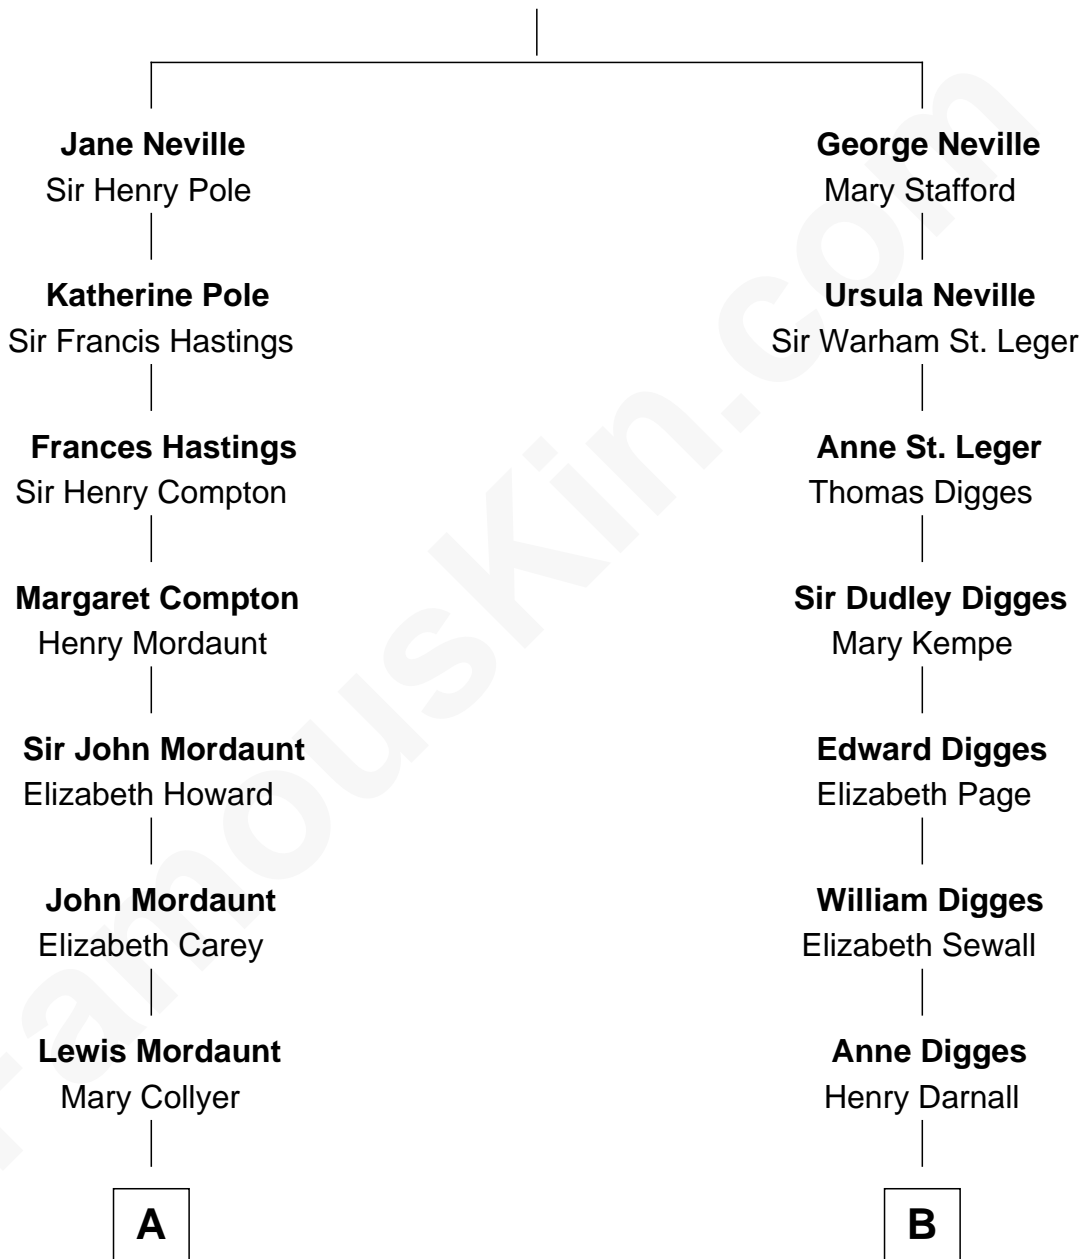 Jane Neville
Sir Henry Pole
George Neville
Mary Stafford
Katherine Pole
Sir Francis Hastings
Ursula Neville
Sir Warham St. Leger
Frances Hastings
Sir Henry Compton
Anne St. Leger
Thomas Digges
Margaret Compton
Henry Mordaunt
Sir Dudley Digges
Mary Kempe
Sir John Mordaunt
Elizabeth Howard
Edward Digges
Elizabeth Page
John Mordaunt
Elizabeth Carey
William Digges
Elizabeth Sewall
Lewis Mordaunt
Mary Collyer
Anne Digges
Henry Darnall
A
B
FamousKin.com